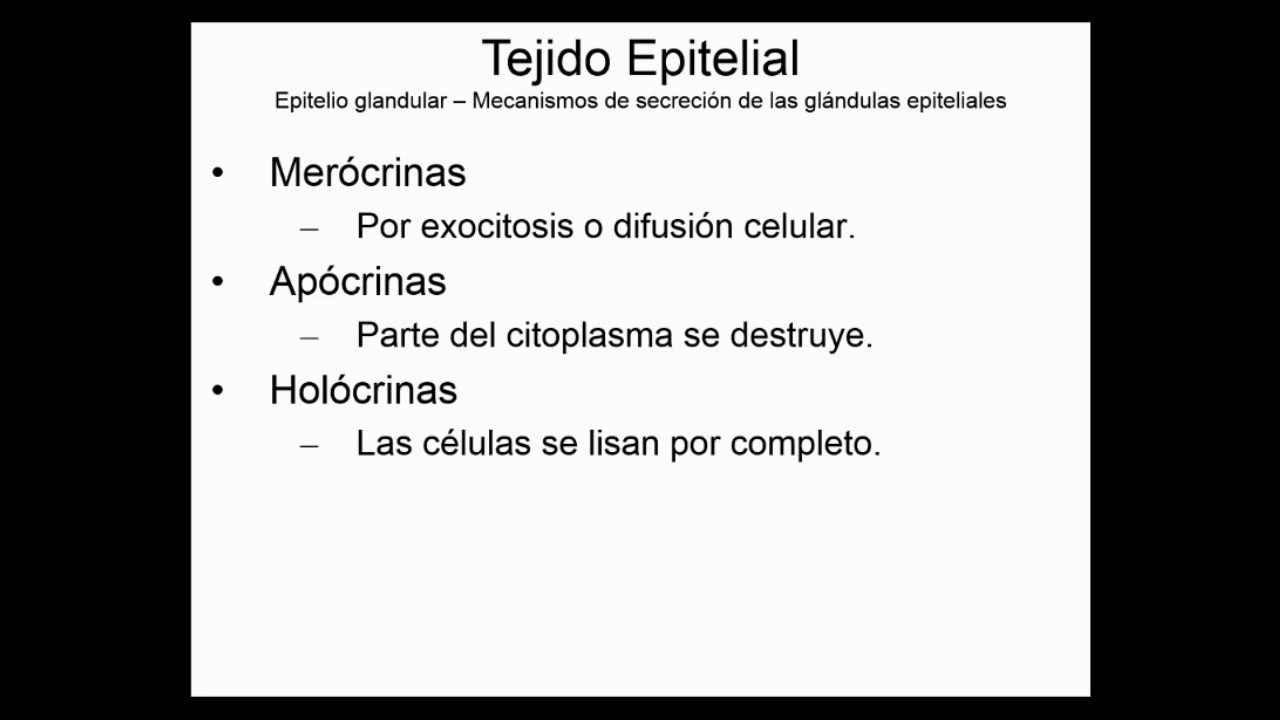 Tejido Epitelial
Epitelio glandular – Mecanismos de secreción de las glándulas epiteliales
• Merócrinas
– Por exocitosis o difusión celular.
• Apócrinas
– Parte del citoplasma se destruye.
• Holócrinas
– Las células se lisan por completo.